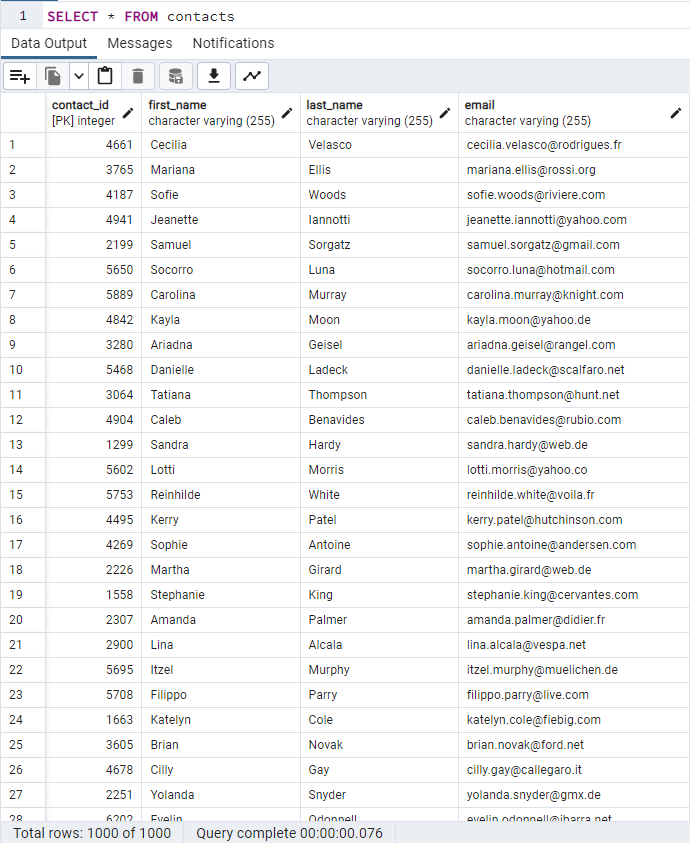 1 SELECT * FROM contacts
Data Output Messages Notifications
contact_id first_name last_name email
[PK] integer character varying (255) character varying (255) character varying (255)
1 4661 Cecilia Velasco cecilia.velasco@rodrigues.fr
2 3765 Mariana Ellis mariana.ellis@rossi.org
3 4187 Sofie Woods sofie.woods@riviere.com
4 4941 Jeanette Iannotti jeanette.iannotti@yahoo.com
5 2199 Samuel Sorgatz samuel.sorgatz@gmail.com
6 5650 Socorro Luna socorro.luna@hotmail.com
7 5889 Carolina Murray carolina.murray@knight.com
8 4842 Kayla Moon kayla.moon@yahoo.de
9 3280 Ariadna Geisel ariadna.geisel@rangel.com
10 5468 Danielle Ladeck danielle.ladeck@scalfaro.net
11 3064 Tatiana Thompson tatiana.thompson@hunt.net
12 4904 Caleb Benavides caleb.benavides@rubio.com
13 1299 Sandra Hardy sandra.hardy@web.de
14 5602 Lotti Morris lotti.morris@yahoo.co
15 5753 Reinhilde White reinhilde.white@voila.fr
16 4495 Kerry Patel kerry.patel@hutchinson.com
17 4269 Sophie Antoine sophie.antoine@andersen.com
18 2226 Martha Girard martha.girard@web.de
19 1558 Stephanie King stephanie.king@cervantes.com
20 2307 Amanda Palmer amanda.palmer@didier.fr
21 2900 Lina Alcala lina.alcala@vespa.net
22 5695 Itzel Murphy itzel.murphy@muelichen.de
23 5708 Filippo Parry filippo.parry@live.com
24 1663 Katelyn Cole katelyn.cole@fiebig.com
25 3605 Brian Novak brian.novak@ford.net
26 4678 Cilly Gay cilly.gay@callegaro.it
27 2251 Yolanda Snyder yolanda.snyder@gmx.de
28 6202 Evelin Odonnell evelin.odonnell@ibarra.net
Total rows: 1000 of 1000 Query complete 00:00:00.076